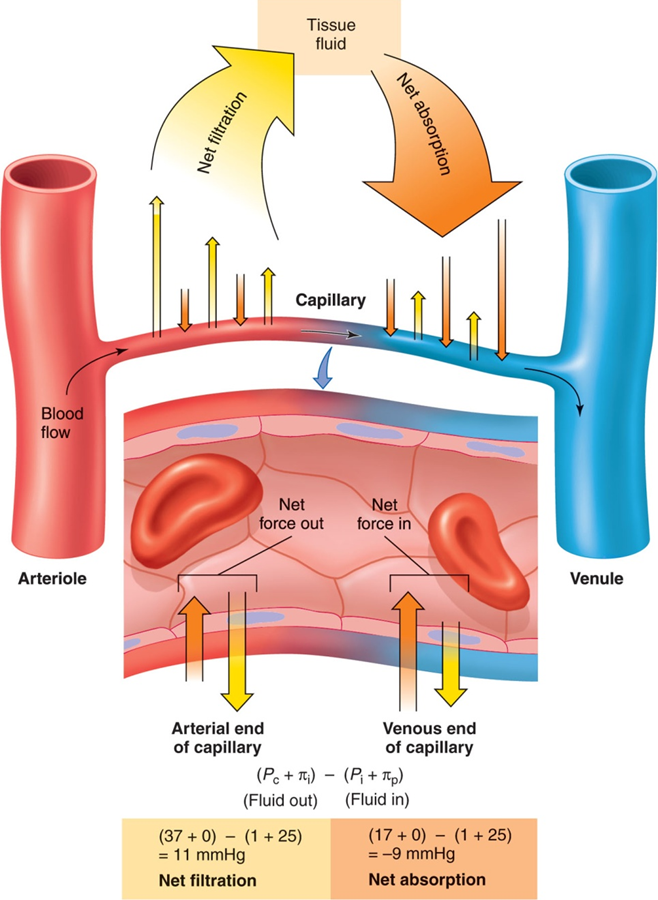 Tissue
fluid
Net filtration
Net absorption
Capillary
Blood
flow
Net
force out
Net
force in
Arteriole
Venule
Arterial end
of capillary
Venous end
of capillary
(Pc + πi) – (Pi + πp)
(Fluid out) (Fluid in)
(37 + 0) – (1 + 25)
= 11 mmHg
Net filtration
(17 + 0) – (1 + 25)
= –9 mmHg
Net absorption